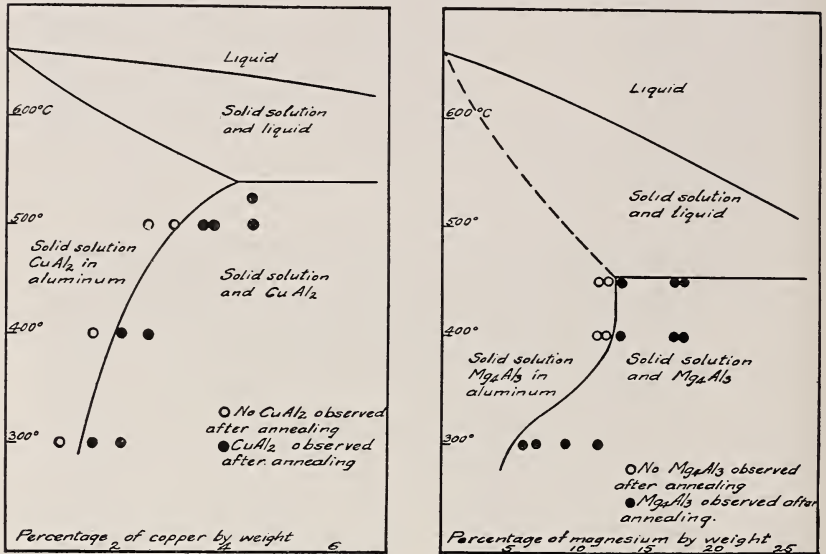 Liquid
600°C
Solid solution
and liquid
500°
Solid solution
CuAl2 in
aluminum
Solid solution
and CuAl2
400°
No CuAl2 observed
after annealing
CuAl2 observed
after annealing
300°
Percentage of copper by weight
2 4 6
Liquid
600°C
Solid solution
and liquid
500°
400°
Solid solution
Mg4Al3 in
aluminum
Solid solution
and Mg4Al3
300°
No Mg4Al3 observed
after annealing
Mg4Al3 observed after
annealing.
Percentage of magnesium by weight
5 10 15 20 25